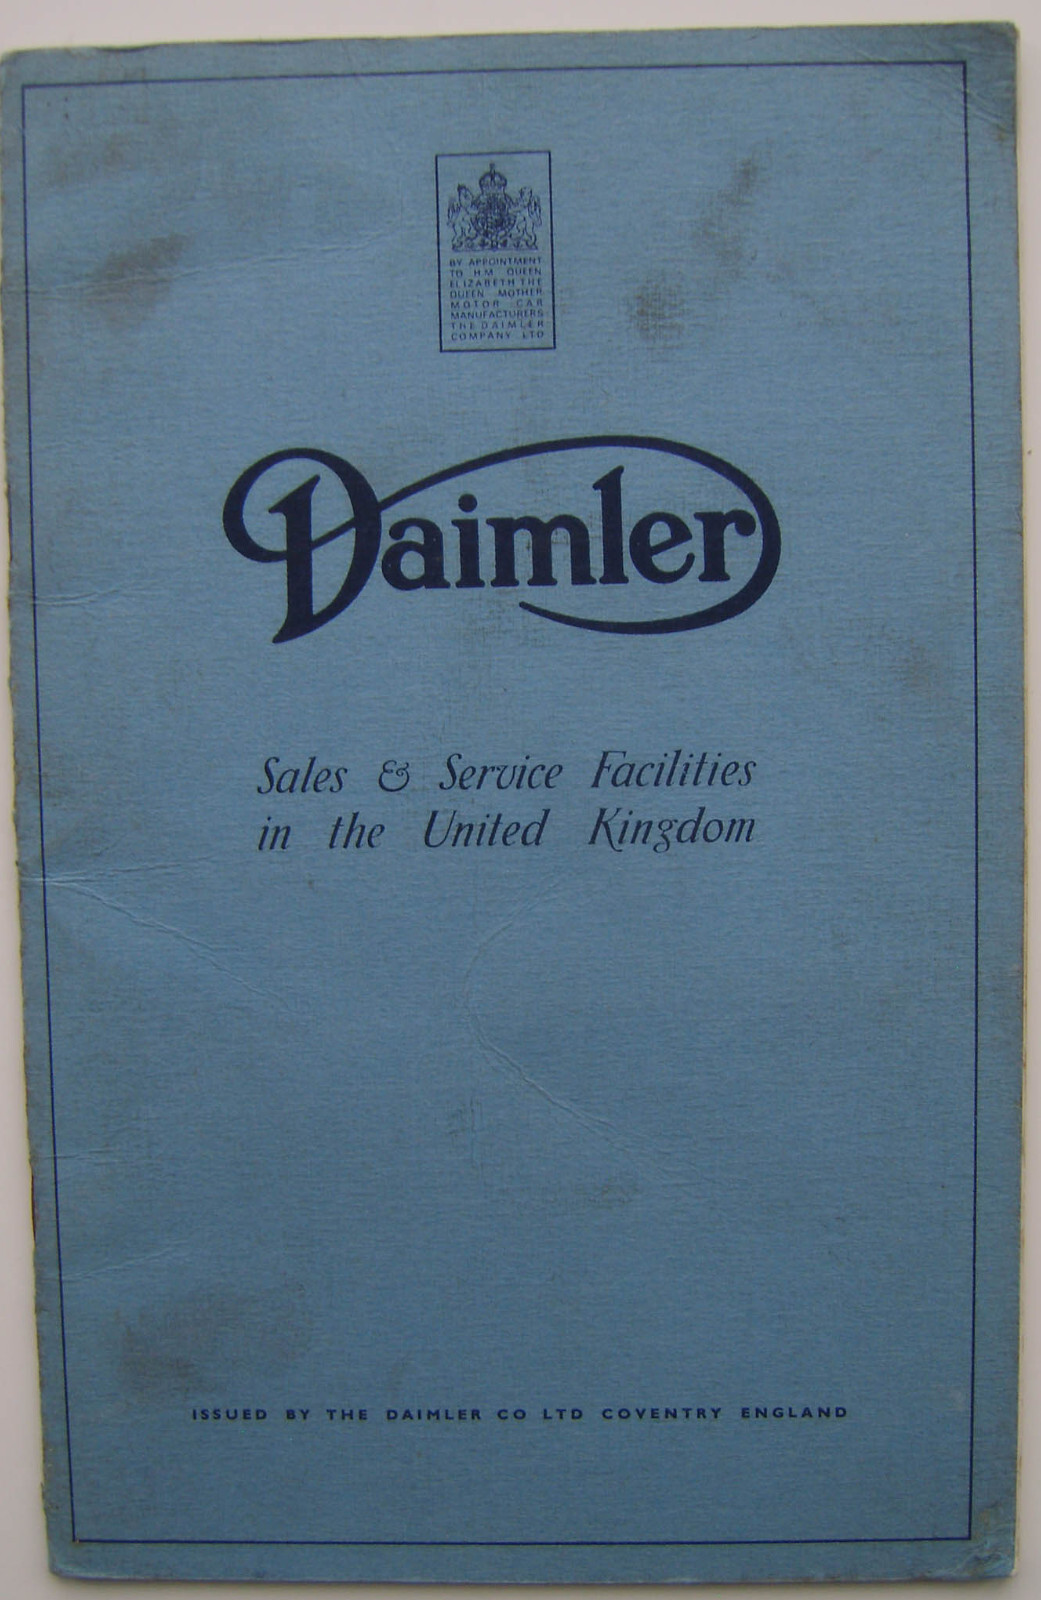 BY APPOINTMENT
TO H.M. QUEEN
ELIZABETH THE
QUEEN MOTHER
MOTOR CAR
MANUFACTURERS
THE DAIMLER
COMPANY LTD
Daimler
Sales & Service Facilities
in the United Kingdom
ISSUED BY THE DAIMLER CO LTD COVENTRY ENGLAND